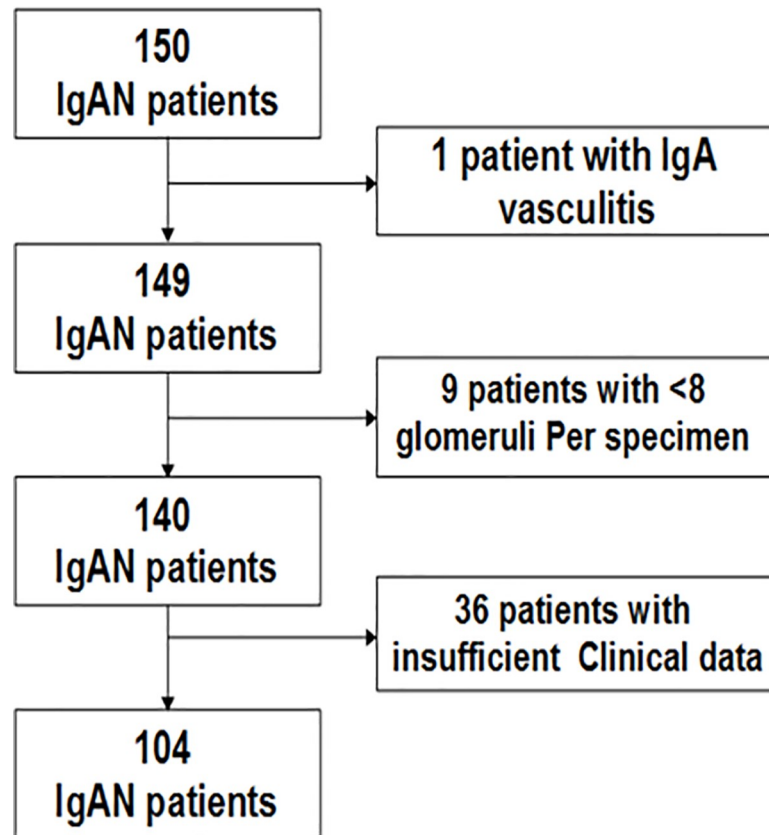 150
IgAN patients
1 patient with IgA
vasculitis
149
IgAN patients
9 patients with <8
glomeruli Per specimen
140
IgAN patients
36 patients with
insufficient Clinical data
104
IgAN patients